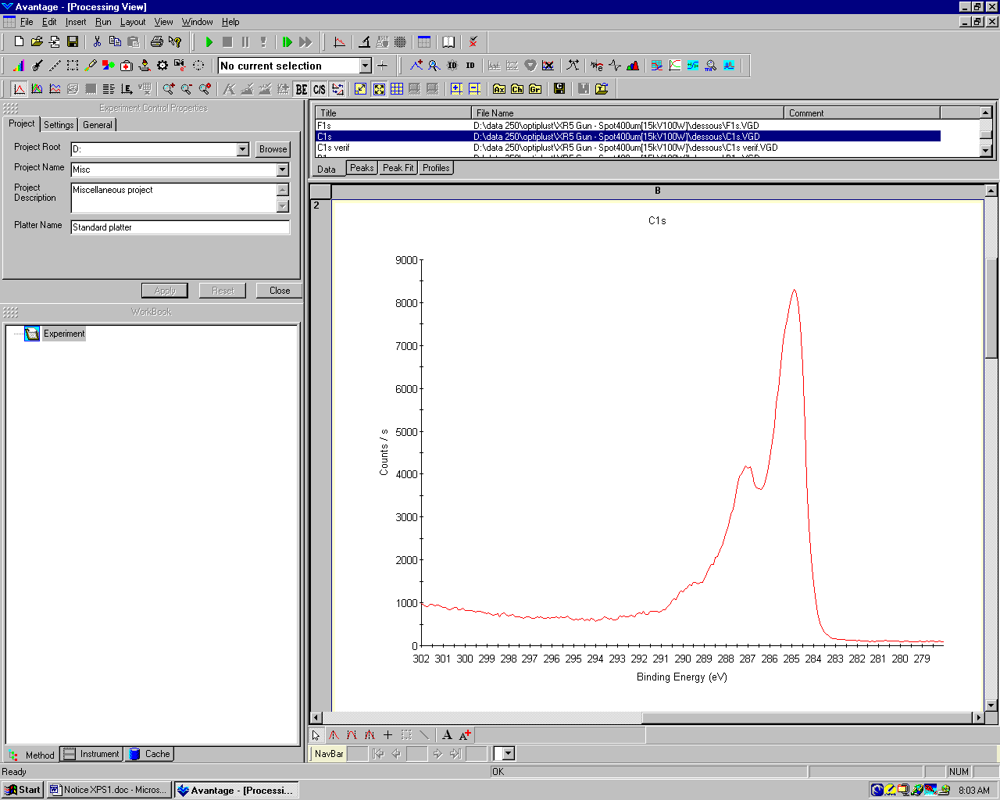 Avantage - [Processing View]
File Edit Insert Run Layout View Window Help
No current selection
BE C/S Ax Ch Gr
Experiment Control Properties
Project Settings General
Project Root D: Browse
Project Name Misc
Project Description Miscellaneous project
Platter Name Standard platter
Apply Reset Close
WorkBook
Experiment
Method Instrument Cache
Title File Name Comment
F1s D:\data 250\optiplust\XR5 Gun - Spot400um[15kV100W]\dessous\F1s.VGD
C1s D:\data 250\optiplust\XR5 Gun - Spot400um[15kV100W]\dessous\C1s.VGD
C1s verif D:\data 250\optiplust\XR5 Gun - Spot400um[15kV100W]\dessous\C1s verif.VGD
Data Peaks Peak Fit Profiles
B
2
C1s
9000
8000
7000
6000
5000
4000
3000
2000
1000
0
Counts / s
302 301 300 299 298 297 296 295 294 293 292 291 290 289 288 287 286 285 284 283 282 281 280 279
Binding Energy (eV)
A A
NavBar
Ready OK NUM
Start Notice XPS1.doc - Micros... Avantage - [Processi... 8:03 AM